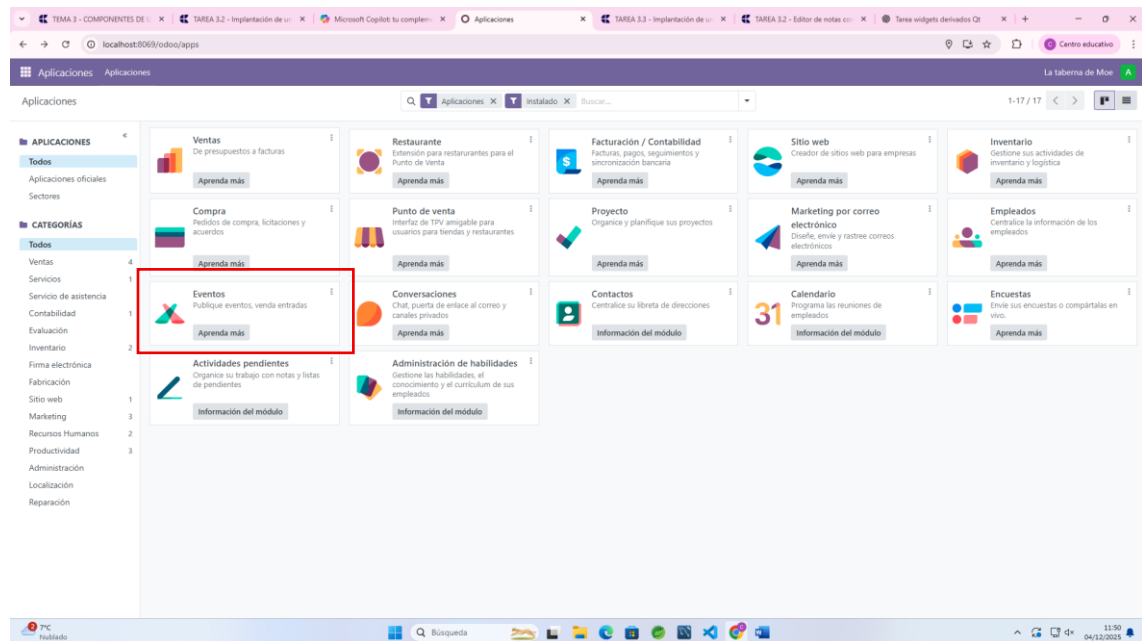 TEMA 3 - COMPONENTES DE
TAREA 3.2 - Implantación de un
Microsoft Copilot: tu complem
Aplicaciones
TAREA 3.3 - Implantación de un
TAREA 3.2 - Editor de notas con
Tarea widgets derivados Qt
localhost:8069/odoo/apps
Centro educativo
Aplicaciones
Aplicaciones
La taberna de Moe
A
Aplicaciones
Aplicaciones
Instalado
Buscar...
1-17 / 17
APLICACIONES
Todos
Aplicaciones oficiales
Sectores
CATEGORÍAS
Todos
Ventas 4
Servicios 1
Servicio de asistencia
Contabilidad 1
Evaluación
Inventario 2
Firma electrónica
Fabricación
Sitio web 1
Marketing 3
Recursos Humanos 2
Productividad 3
Administración
Localización
Reparación
Ventas
De presupuestos a facturas
Aprenda más
Restaurante
Extensión para restaurantes para el
Punto de Venta
Aprenda más
Facturación / Contabilidad
Facturas, pagos, seguimientos y
sincronización bancaria
Aprenda más
Sitio web
Creador de sitios web para empresas
Aprenda más
Inventario
Gestione sus actividades de
inventario y logística
Aprenda más
Compra
Pedidos de compra, licitaciones y
acuerdos
Aprenda más
Punto de venta
Interfaz de TPV amigable para
usuarios para tiendas y restaurantes
Aprenda más
Proyecto
Organice y planifique sus proyectos
Aprenda más
Marketing por correo
electrónico
Diseñe, envíe y rastree correos
electrónicos
Aprenda más
Empleados
Centralice la información de los
empleados
Aprenda más
Eventos
Publique eventos, venda entradas
Aprenda más
Conversaciones
Chat, puerta de enlace al correo y
canales privados
Aprenda más
Contactos
Centralice su libreta de direcciones
Información del módulo
31
Calendario
Programa las reuniones de
empleados
Información del módulo
Encuestas
Envíe sus encuestas o compártalas en
vivo.
Aprenda más
Actividades pendientes
Organice su trabajo con notas y listas
de pendientes
Información del módulo
Administración de habilidades
Gestione las habilidades, el
conocimiento y el currículum de sus
empleados
Información del módulo
2
7°C
Nublado
Búsqueda
11:50
04/12/2025